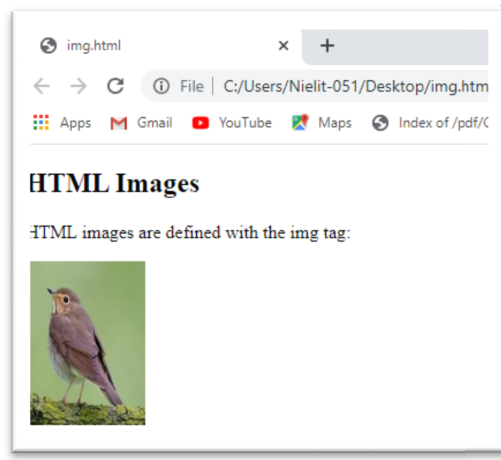 img.html
File | C:/Users/Nielit-051/Desktop/img.htm
Apps Gmail YouTube Maps Index of /pdf/
HTML Images
HTML images are defined with the img tag: